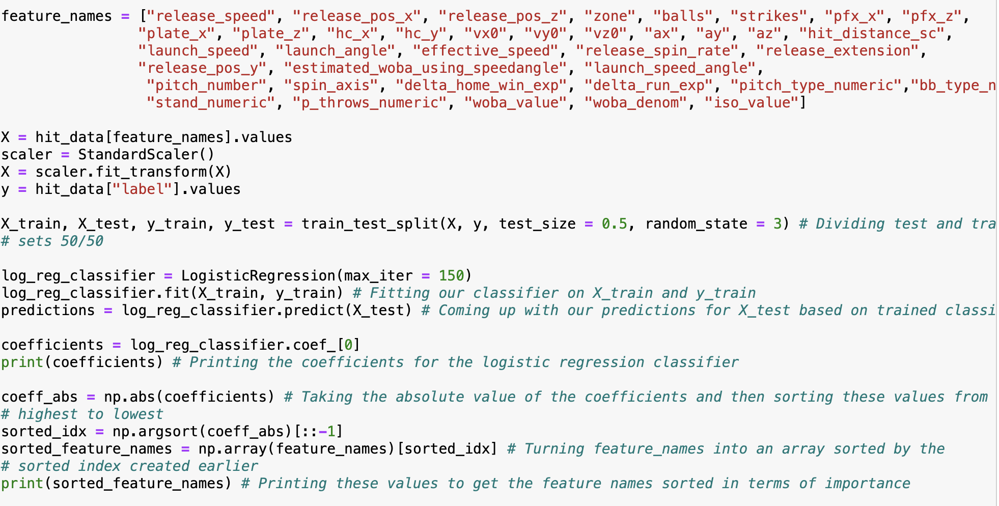 feature_names = ["release_speed", "release_pos_x", "release_pos_z", "zone", "balls", "strikes", "pfx_x", "pfx_z",
"plate_x", "plate_z", "hc_x", "hc_y", "vx0", "vy0", "vz0", "ax", "ay", "az", "hit_distance_sc",
"launch_speed", "launch_angle", "effective_speed", "release_spin_rate", "release_extension",
"release_pos_y", "estimated_woba_using_speedangle", "launch_speed_angle",
"pitch_number", "spin_axis", "delta_home_win_exp", "delta_run_exp", "pitch_type_numeric","bb_type_n
"stand_numeric", "p_throws_numeric", "woba_value", "woba_denom", "iso_value"]
X = hit_data[feature_names].values
scaler = StandardScaler()
X = scaler.fit_transform(X)
y = hit_data["label"].values
X_train, X_test, y_train, y_test = train_test_split(X, y, test_size = 0.5, random_state = 3) # Dividing test and tra
# sets 50/50
log_reg_classifier = LogisticRegression(max_iter = 150)
log_reg_classifier.fit(X_train, y_train) # Fitting our classifier on X_train and y_train
predictions = log_reg_classifier.predict(X_test) # Coming up with our predictions for X_test based on trained classi
coefficients = log_reg_classifier.coef_[0]
print(coefficients) # Printing the coefficients for the logistic regression classifier
coeff_abs = np.abs(coefficients) # Taking the absolute value of the coefficients and then sorting these values from
# highest to lowest
sorted_idx = np.argsort(coeff_abs)[::-1]
sorted_feature_names = np.array(feature_names)[sorted_idx] # Turning feature_names into an array sorted by the
# sorted index created earlier
print(sorted_feature_names) # Printing these values to get the feature names sorted in terms of importance